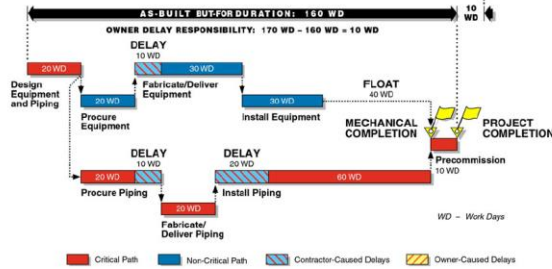 AS-BUILT BUT-FOR DURATION: 160 WD
10
WD
OWNER DELAY RESPONSIBILITY: 170 WD – 160 WD = 10 WD
DELAY
10 WD
20 WD
30 WD
Design
Equipment
and Piping
Fabricate/Deliver
Equipment
FLOAT
40 WD
20 WD
30 WD
Procure
Equipment
Install Equipment
MECHANICAL
COMPLETION
PROJECT
COMPLETION
DELAY
10 WD
DELAY
20 WD
Precommission
10 WD
20 WD
60 WD
Procure Piping
Install Piping
20 WD
Fabricate/
Deliver Piping
WD – Work Days
Critical Path
Non-Critical Path
Contractor-Caused Delays
Owner-Caused Delays